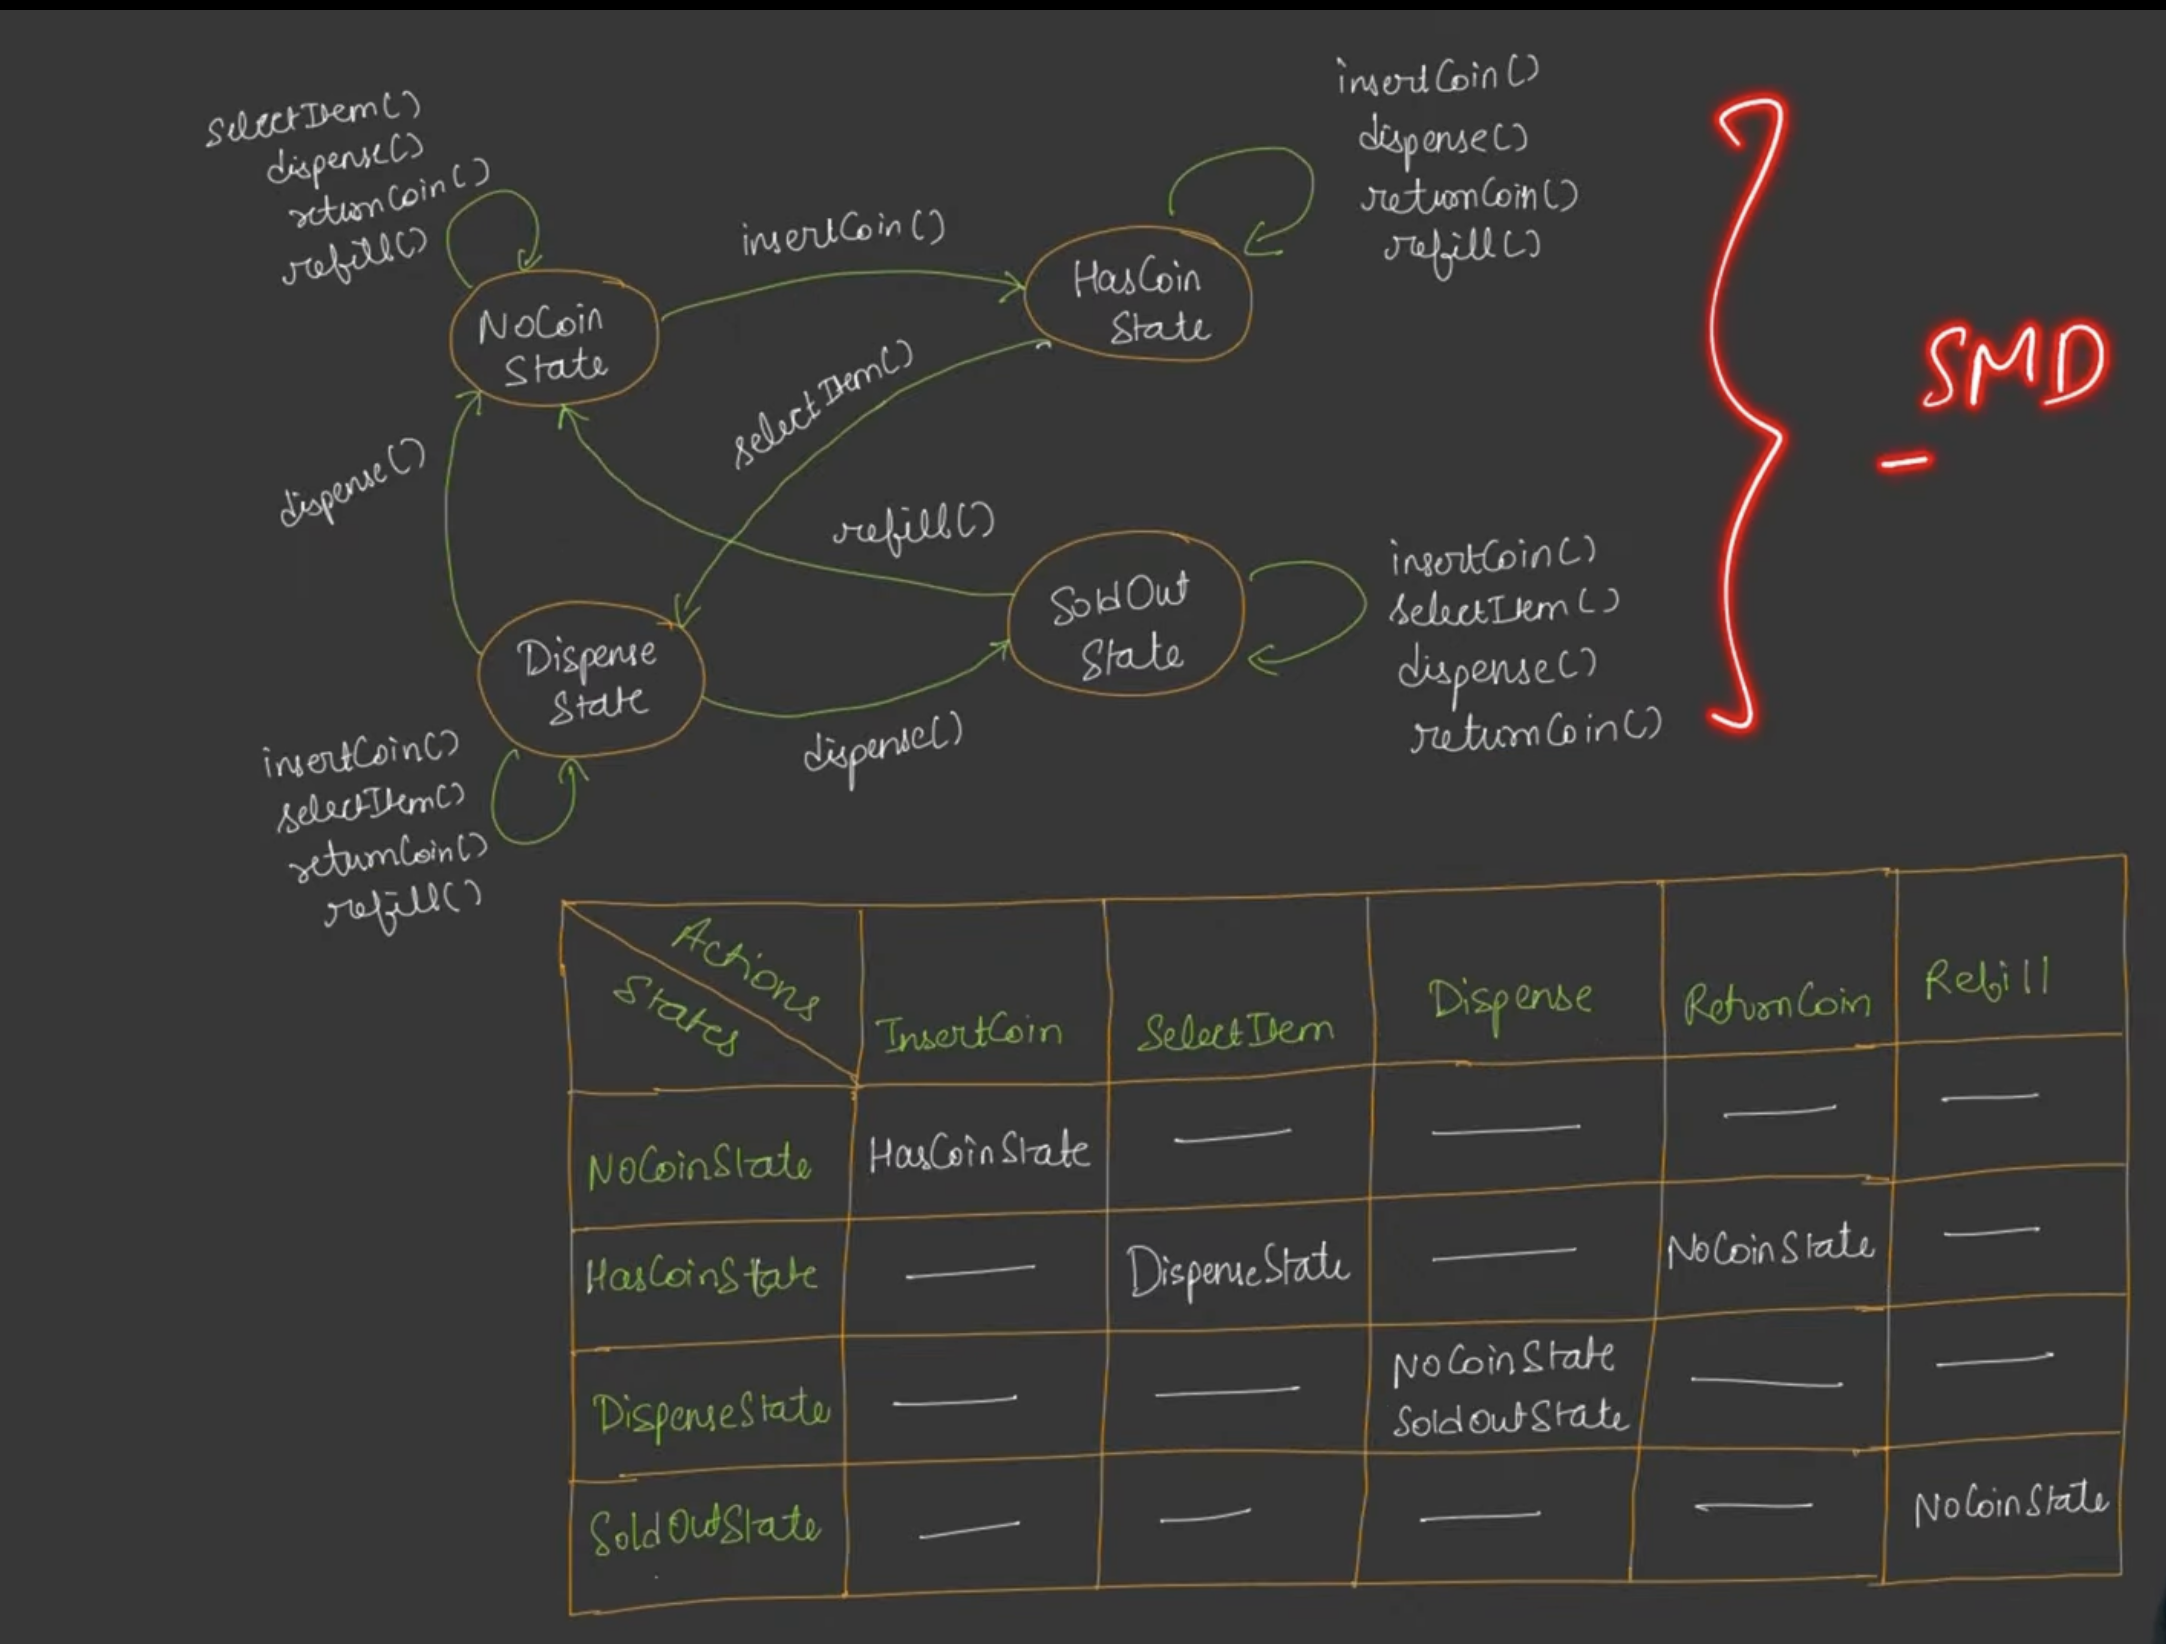 SelectItem()
dispense()
returnCoin()
refill()
insertCoin()
dispense()
returnCoin()
refill()
insertCoin()
NoCoin
State
HasCoin
State
SMD
selectItem()
dispense()
refill()
SoldOut
State
insertCoin()
selectItem()
dispense()
returnCoin()
Dispense
State
dispense()
insertCoin()
selectItem()
returnCoin()
refill()
Actions
States
InsertCoin SelectItem Dispense ReturnCoin Refill
NoCoinState HasCoinState — — — —
HasCoinState — DispenseState — NoCoinState —
DispenseState — — NoCoinState — —
SoldOutState
SoldOutState — — — — NoCoinState